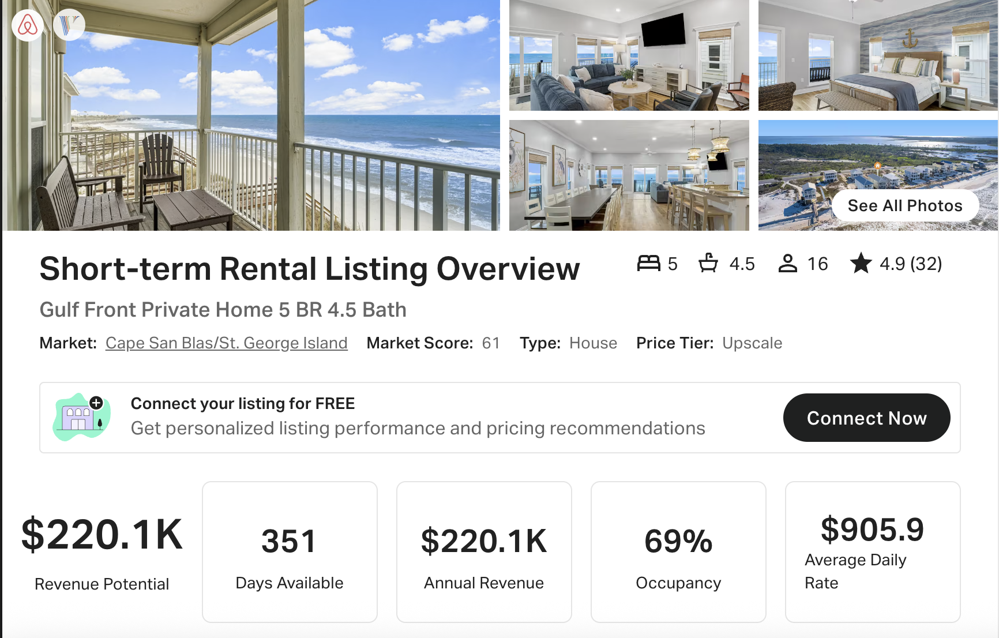 See All Photos
Short-term Rental Listing Overview
5 4.5 16 4.9 (32)
Gulf Front Private Home 5 BR 4.5 Bath
Market: Cape San Blas/St. George Island Market Score: 61 Type: House Price Tier: Upscale
Connect your listing for FREE
Get personalized listing performance and pricing recommendations
Connect Now
$220.1K
Revenue Potential
351
Days Available
$220.1K
Annual Revenue
69%
Occupancy
$905.9
Average Daily
Rate